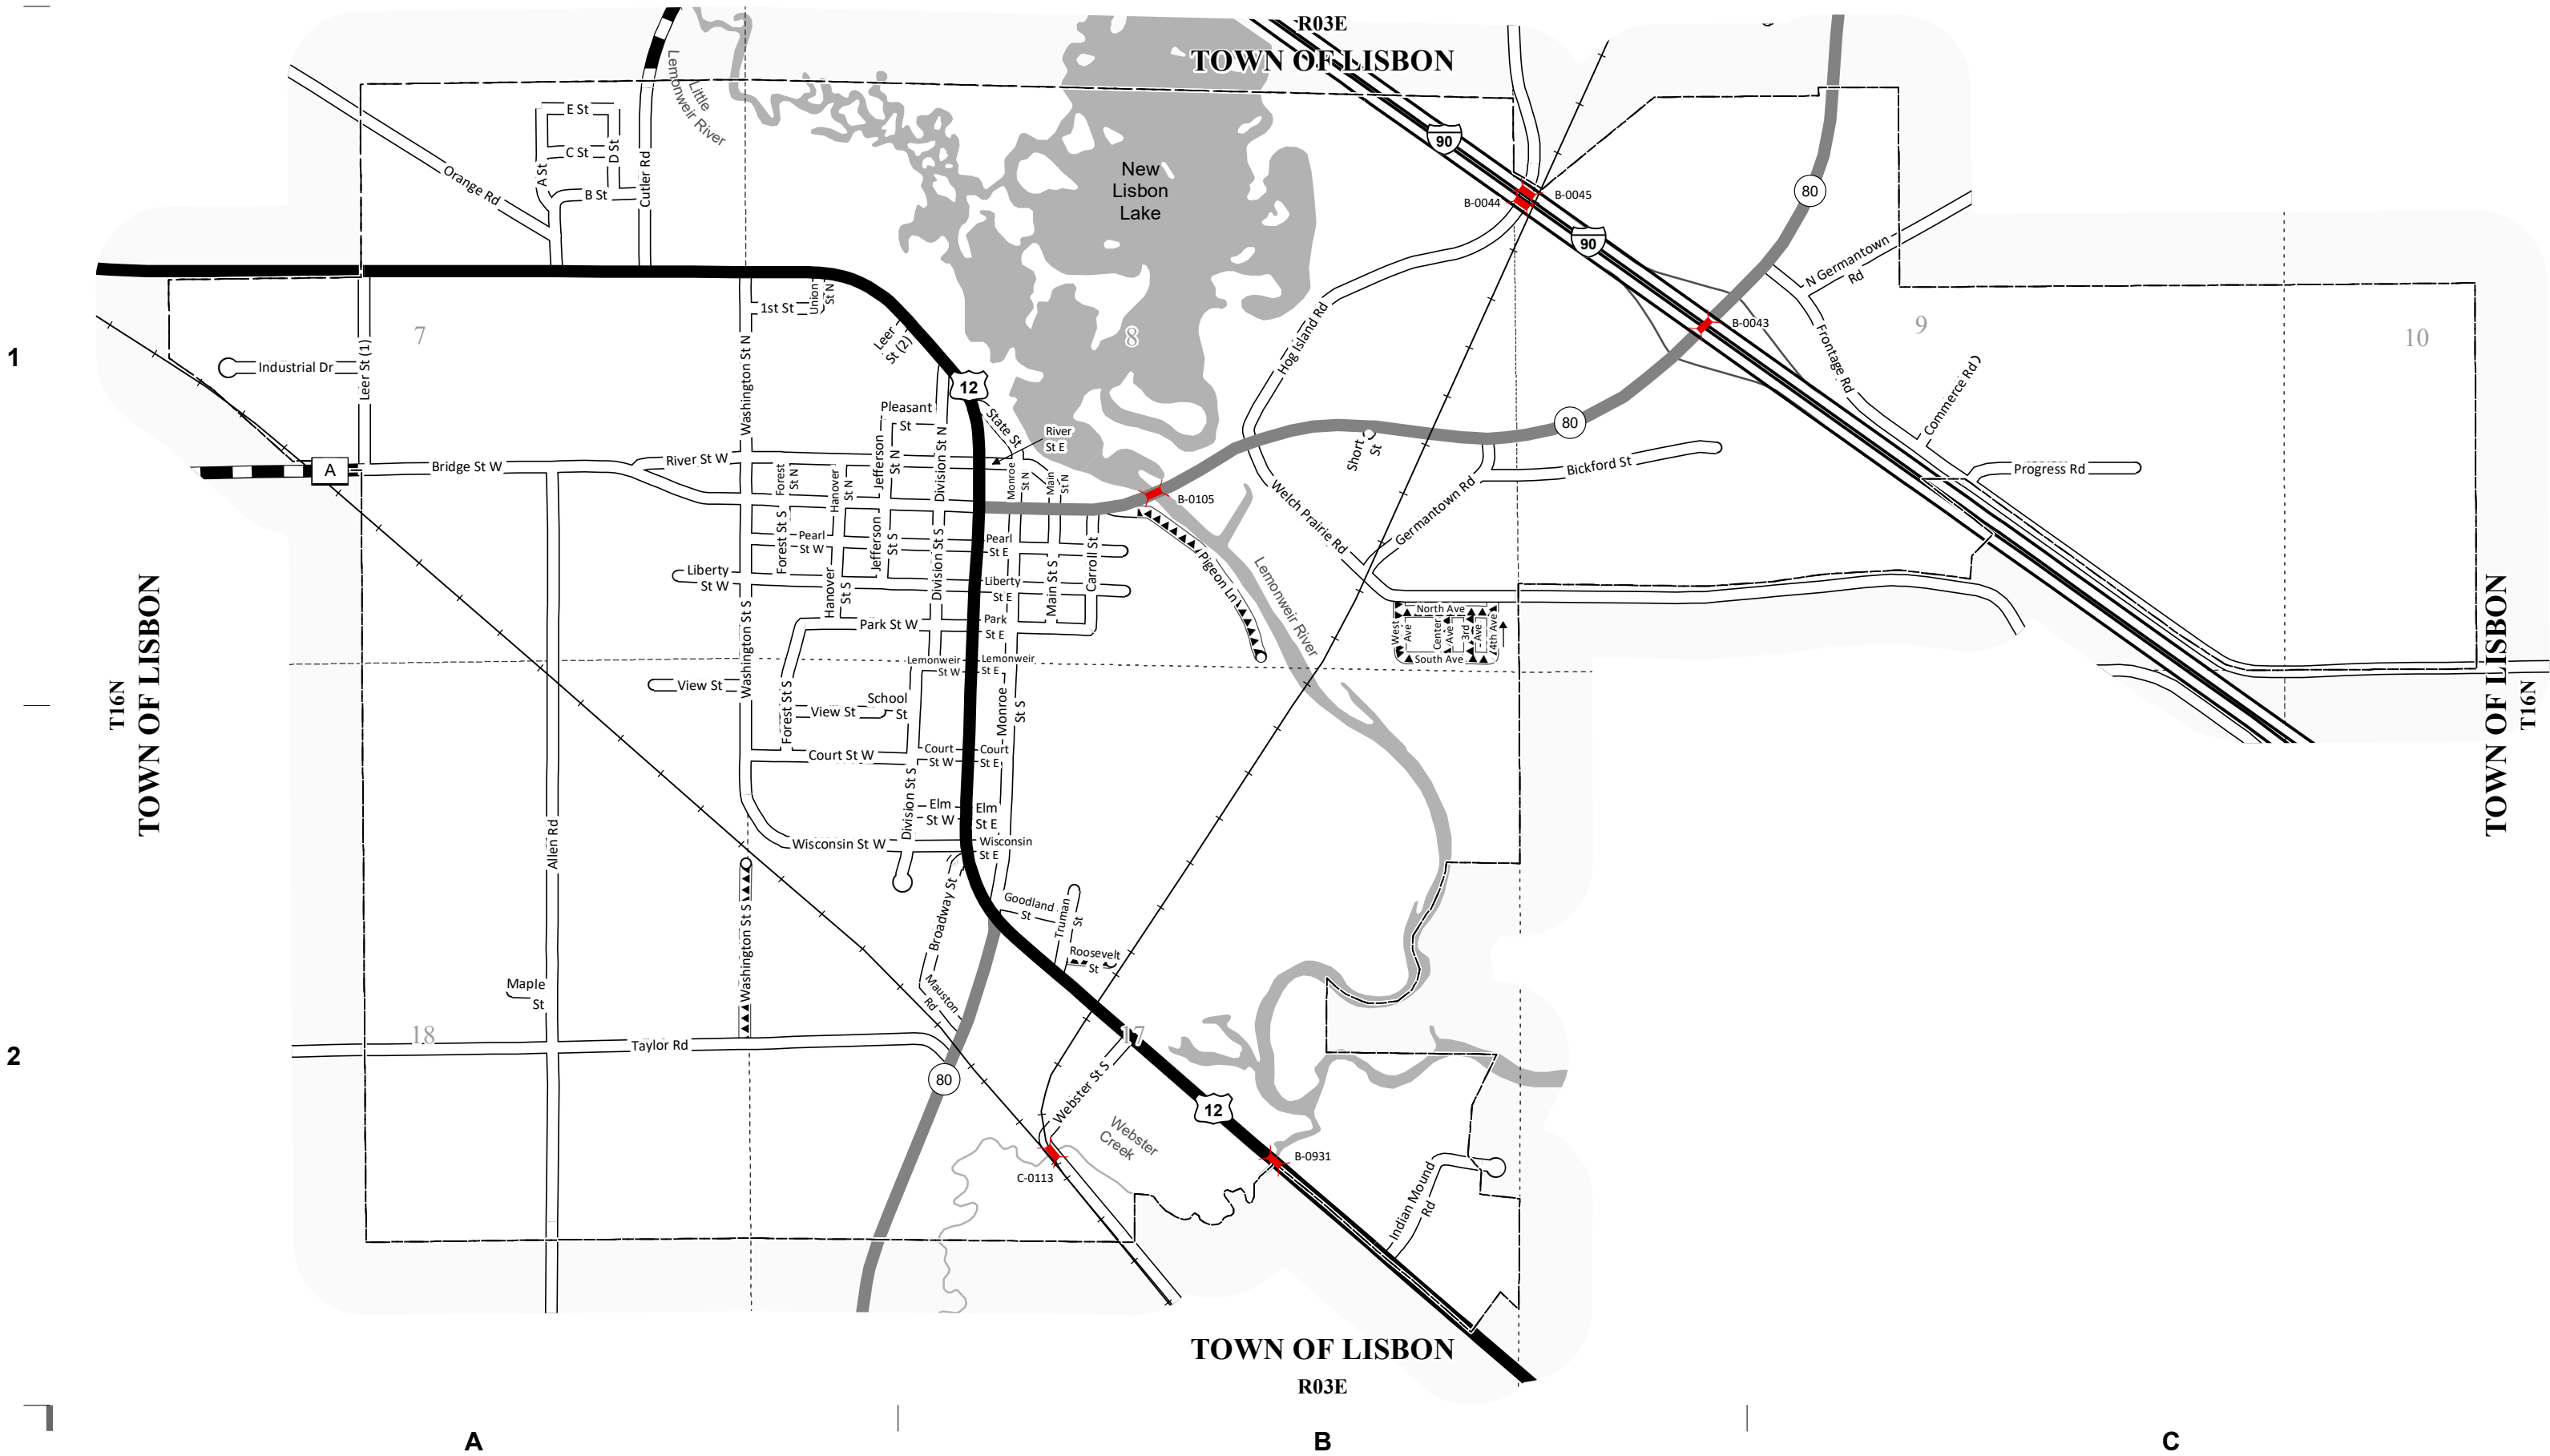 R03E
TOWN OF LISBON
Little
Lemonweir River
E St
C St
D St
A St
B St
Cutler Rd
Orange Rd
New
Lisbon
Lake
90
B-0044
B-0045
80
90
N Germantown
Rd
B-0043
Frontage Rd
Commerce Rd
Progress Rd
1
7
8
9
10
Industrial Dr
Leer St (1)
1st St
Union
St N
Leer
St (2)
Washington St N
12
Hog Island Rd
Pleasant
St
State St
River
St E
80
Short
St
Bickford St
A
Bridge St W
River St W
Forest
St N
Hanover
St N
Jefferson
St N
Division St N
Monroe
St N
Main
St N
B-0105
Welch Prairie Rd
Germantown Rd
Forest St S
Pearl
St W
Jefferson
St S
Division St S
Pearl
St E
Carroll St
Pigeon Ln
Lemonweir River
Liberty
St W
Hanover
St S
Liberty
St E
Main St S
Washington St S
Park St W
Park
St E
North Ave
West
Ave
Center
Ave
3rd
Ave
4th Ave
South Ave
TOWN OF LISBON
T16N
TOWN OF LISBON
T16N
Lemonweir
St W
Lemonweir
St E
View St
Forest St S
School
St
View St
Monroe
St S
Court St W
Court
St W
Court
St E
Division St S
Elm
St W
Elm
St E
Allen Rd
Wisconsin St W
Wisconsin
St E
Broadway St
Goodland
St
Truman
St
Roosevelt
St
Washington St S
Mauston
Rd
Maple
St
18
17
2
Taylor Rd
80
Webster St S
12
Webster
Creek
C-0113
B-0931
Indian Mound
Rd
TOWN OF LISBON
R03E
A
B
C